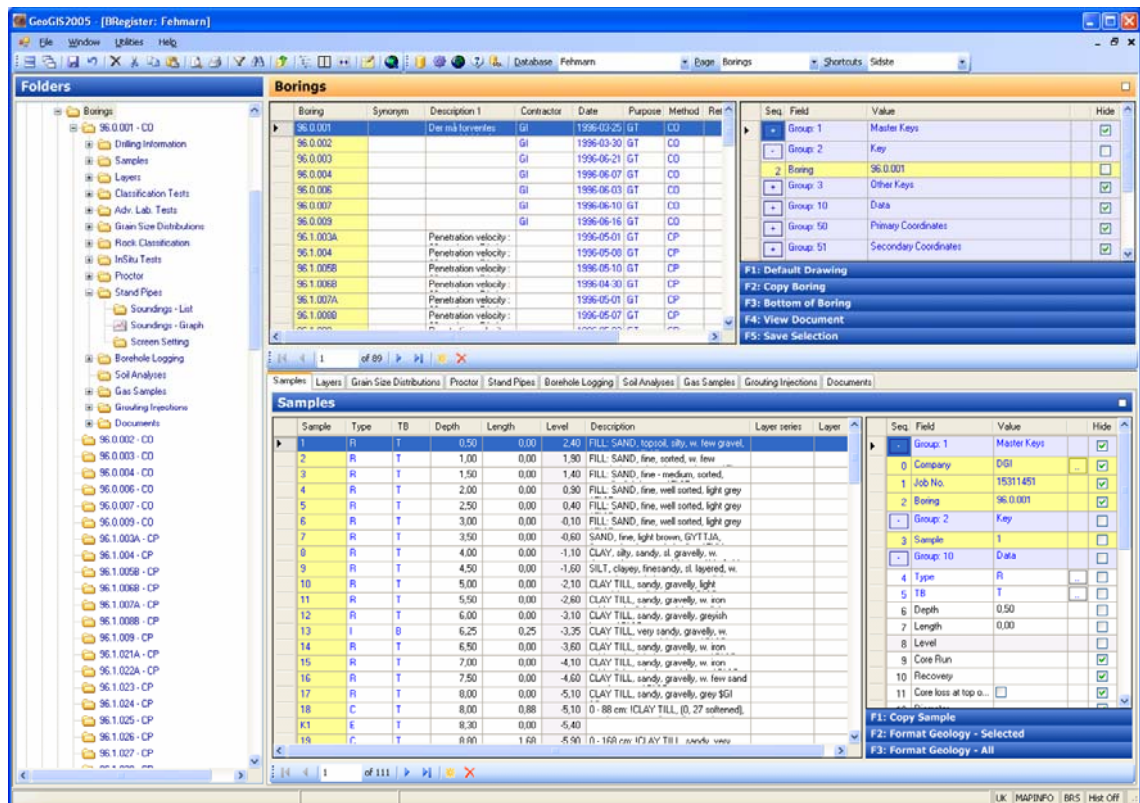 GeoGIS2005 - [BRegister: Fehmarn]
File Window Utilities Help
Database Fehmarn Page Borings Shortcuts Sidste
Folders
Borings
96.0.001 - CO
Drilling Information
Samples
Layers
Classification Tests
Adv. Lab. Tests
Grain Size Distributions
Rock Classification
InSitu Tests
Proctor
Stand Pipes
Soundings - List
Soundings - Graph
Screen Setting
Borehole Logging
Soil Analyses
Gas Samples
Grouting Injections
Documents
96.0.002 - CO
96.0.003 - CO
96.0.004 - CO
96.0.006 - CO
96.0.007 - CO
96.0.009 - CO
96.1.003A - CP
96.1.004 - CP
96.1.005B - CP
96.1.006B - CP
96.1.007A - CP
96.1.008B - CP
96.1.009 - CP
96.1.021A - CP
96.1.022A - CP
96.1.023 - CP
96.1.024 - CP
96.1.025 - CP
96.1.026 - CP
96.1.027 - CP
Borings
Boring Synonym Description 1 Contractor Date Purpose Method
96.0.001 Der må forventes GI 1996-03-25 GT CO
96.0.002 GI 1996-03-30 GT CO
96.0.003 GI 1996-06-21 GT CO
96.0.004 GI 1996-06-07 GT CO
96.0.006 GI 1996-06-03 GT CO
96.0.007 GI 1996-06-10 GT CO
96.0.009 GI 1996-06-16 GT CO
96.1.003A Penetration velocity : 1996-05-01 GT CP
96.1.004 Penetration velocity : 1996-05-08 GT CP
96.1.005B Penetration velocity : 1996-05-10 GT CP
96.1.006B Penetration velocity : 1996-04-30 GT CP
96.1.007A Penetration velocity : 1996-05-01 GT CP
96.1.008B Penetration velocity : 1996-05-07 GT CP
1 of 89
Seq. Field Value Hide
+ Group: 1 Master Keys
- Group: 2 Key
2 Boring 96.0.001
+ Group: 3 Other Keys
+ Group: 10 Data
+ Group: 50 Primary Coordinates
+ Group: 51 Secondary Coordinates
F1: Default Drawing
F2: Copy Boring
F3: Bottom of Boring
F4: View Document
F5: Save Selection
Samples Layers Grain Size Distributions Proctor Stand Pipes Borehole Logging Soil Analyses Gas Samples Grouting Injections Documents
Samples
Sample Type TB Depth Length Level Description Layer series Layer
1 R T 0,50 0,00 2,40 FILL: SAND, topsoil, silty, w. few gravel,
2 R T 1,00 0,00 1,90 FILL: SAND, fine, sorted, w. few
3 R T 1,50 0,00 1,40 FILL: SAND, fine - medium, sorted,
4 R T 2,00 0,00 0,90 FILL: SAND, fine, well sorted, light grey
5 R T 2,50 0,00 0,40 FILL: SAND, fine, well sorted, light grey
6 R T 3,00 0,00 -0,10 FILL: SAND, fine, well sorted, light grey
7 R T 3,50 0,00 -0,60 SAND, fine, light brown, GYTTJA,
8 R T 4,00 0,00 -1,10 CLAY, silty, sandy, sl. gravelly, w.
9 R T 4,50 0,00 -1,60 SILT, clayey, finesandy, sl. layered, w.
10 R T 5,00 0,00 -2,10 CLAY TILL, sandy, gravelly, light
11 R T 5,50 0,00 -2,60 CLAY TILL, sandy, gravelly, w. iron
12 R T 6,00 0,00 -3,10 CLAY TILL, sandy, gravelly, greyish
13 I B 6,25 0,25 -3,35 CLAY TILL, very sandy, gravelly, w.
14 R T 6,50 0,00 -3,60 CLAY TILL, sandy, gravelly, w. iron
15 R T 7,00 0,00 -4,10 CLAY TILL, sandy, gravelly, w. iron
16 R T 7,50 0,00 -4,60 CLAY TILL, sandy, gravelly, w. few sand
17 R T 8,00 0,00 -5,10 CLAY TILL, sandy, gravelly, grey $GI
18 C T 8,00 0,88 -5,10 0 - 88 cm: !CLAY TILL, (0, 27 softened),
K1 E T 8,30 0,00 -5,40
19 C T 8,80 1,68 -5,90 0 - 168 cm: !CLAY TILL, sandy, very
1 of 111
Seq. Field Value Hide
- Group: 1 Master Keys
0 Company DGI ...
1 Job No. 15311451
2 Boring 96.0.001
- Group: 2 Key
3 Sample 1
- Group: 10 Data
4 Type R ...
5 TB T ...
6 Depth 0,50
7 Length 0,00
8 Level
9 Core Run
10 Recovery
11 Core loss at top o...
F1: Copy Sample
F2: Format Geology - Selected
F3: Format Geology - All
UK MAPINFO BRS Hist Off